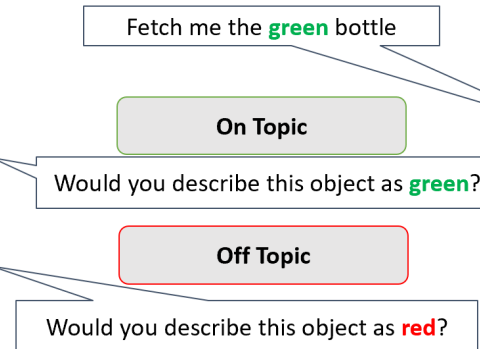 Fetch me the green bottle
On Topic
Would you describe this object as green?
Off Topic
Would you describe this object as red?